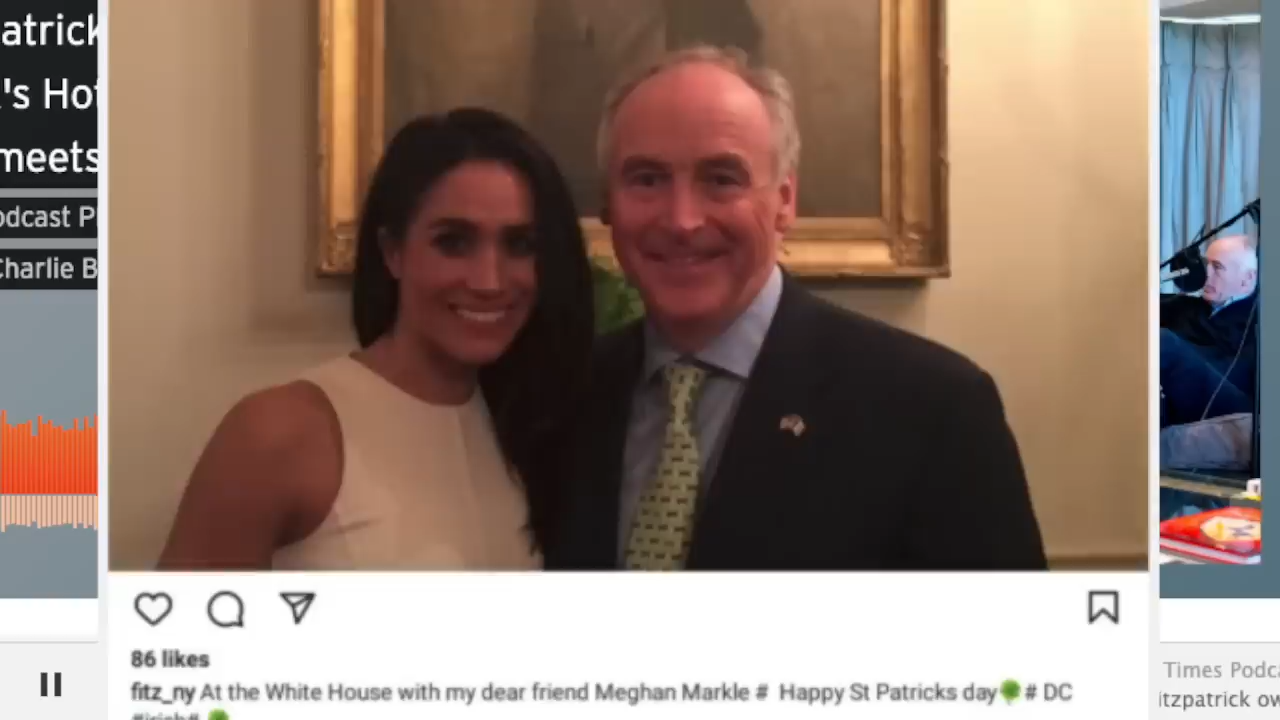 atrick
's Hot
meets
odcast P
Charlie B
86 likes
fitz_ny At the White House with my dear friend Meghan Markle # Happy St Patricks day # DC
#irish#
Times Podca
itzpatrick ow